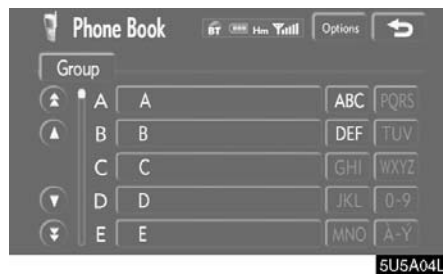 Phone Book BT Hm Options
Group
A A ABC PQRS
B B DEF TUV
C C GHI WXYZ
D D JKL 0-9
E E MNO À-Ý
5U5A04L